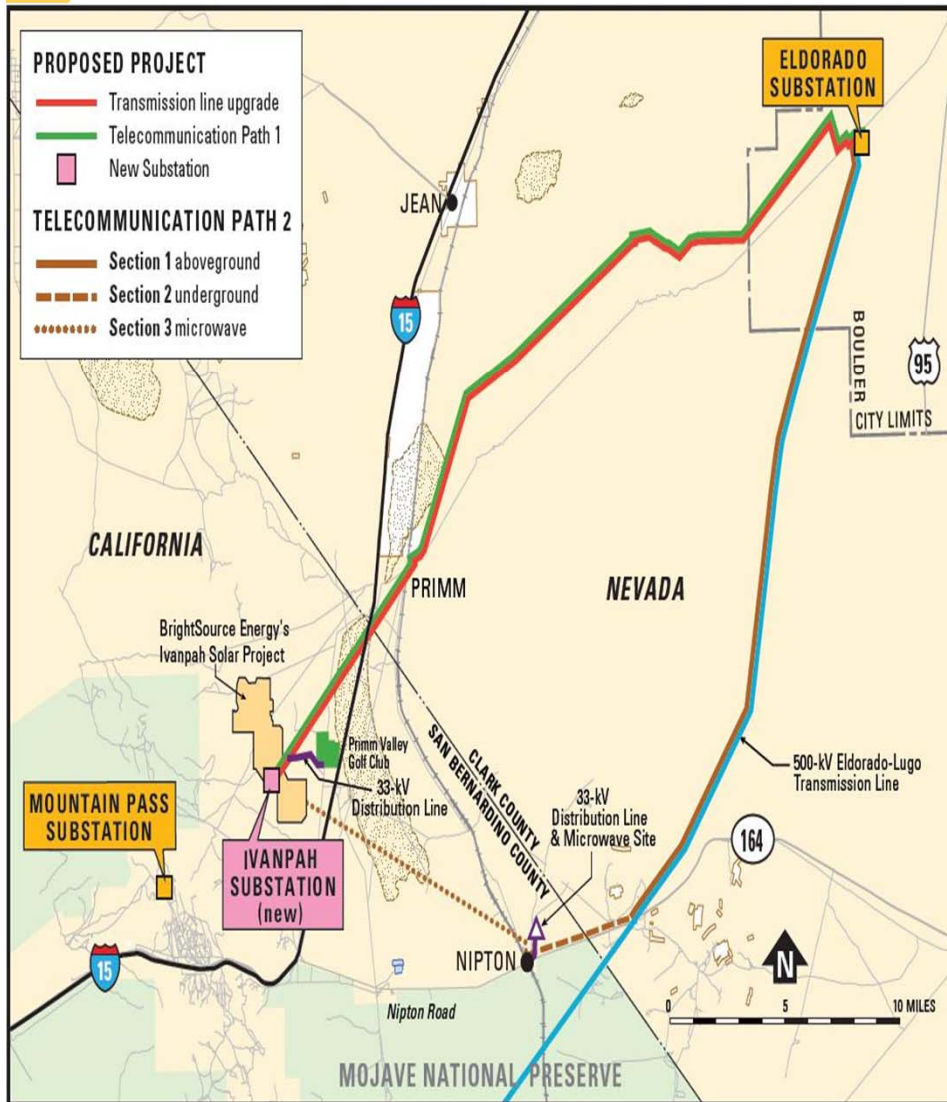 PROPOSED PROJECT
Transmission line upgrade
Telecommunication Path 1
New Substation
TELECOMMUNICATION PATH 2
Section 1 aboveground
Section 2 underground
Section 3 microwave
ELDORADO
SUBSTATION
JEAN
15
BOULDER
CITY LIMITS
95
CALIFORNIA
PRIMM
NEVADA
BrightSource Energy's
Ivanpah Solar Project
Primm Valley
Golf Club
33-kV
Distribution Line
CLARK COUNTY
SAN BERNARDINO COUNTY
500-kV Eldorado-Lugo
Transmission Line
MOUNTAIN PASS
SUBSTATION
IVANPAH
SUBSTATION
(new)
33-kV
Distribution Line
& Microwave Site
164
NIPTON
15
Nipton Road
N
0 5 10 MILES
MOJAVE NATIONAL PRESERVE